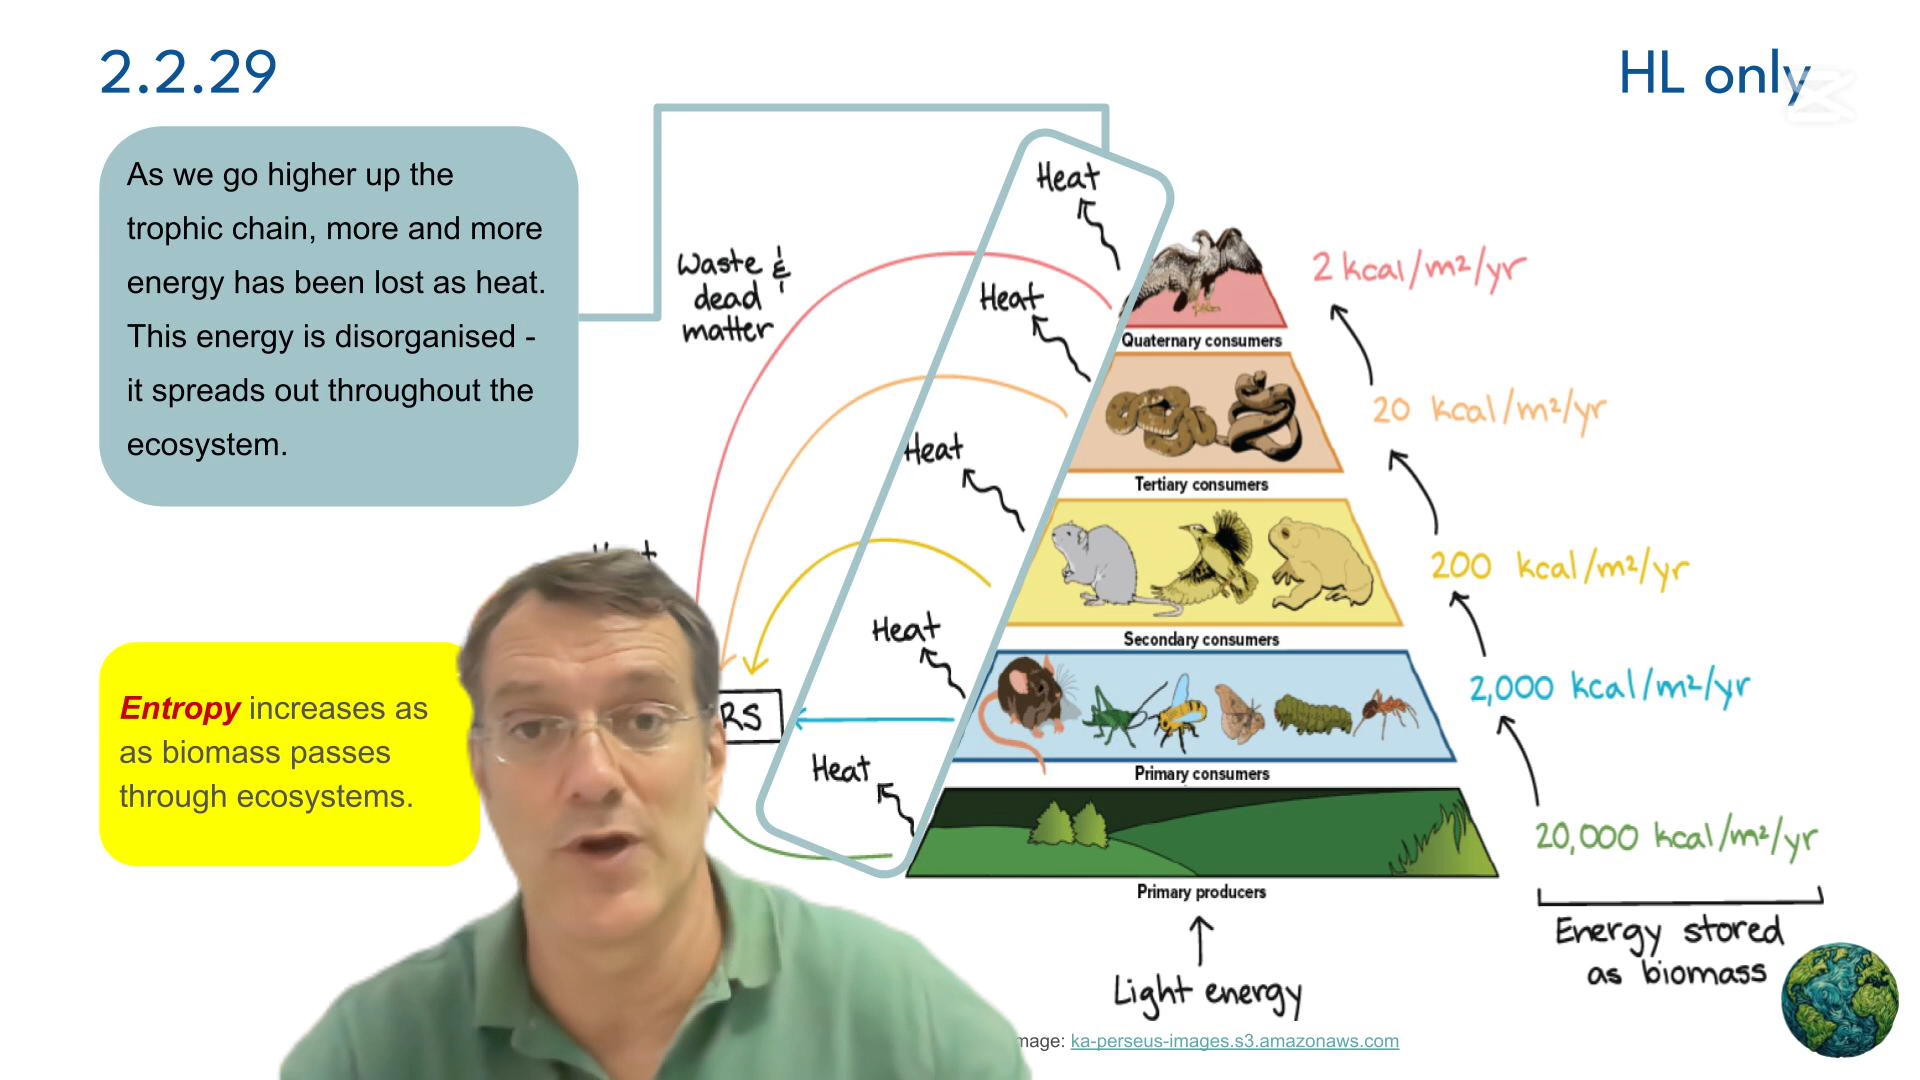 2.2.29
HL only
As we go higher up the
trophic chain, more and more
energy has been lost as heat.
This energy is disorganised -
it spreads out throughout the
ecosystem.
Entropy increases as
as biomass passes
through ecosystems.
Waste &
dead
matter
Heat
Heat
Heat
Heat
Heat
RS
Quaternary consumers
Tertiary consumers
Secondary consumers
Primary consumers
Primary producers
Light energy
2 kcal/m²/yr
20 kcal/m²/yr
200 kcal/m²/yr
2,000 kcal/m²/yr
20,000 kcal/m²/yr
Energy stored
as biomass
mage: ka-perseus-images.s3.amazonaws.com